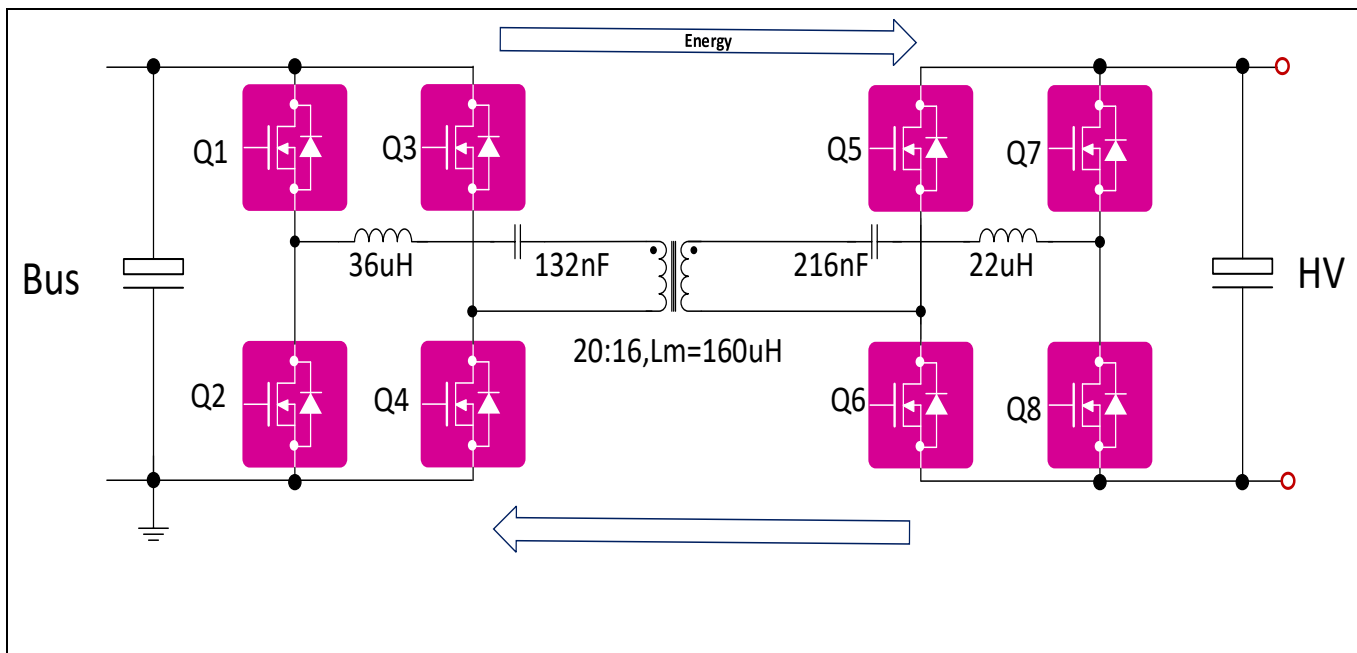 Energy
Q1
Q3
Q5
Q7
36uH
132nF
216nF
22uH
Bus
HV
20:16,Lm=160uH
Q2
Q4
Q6
Q8